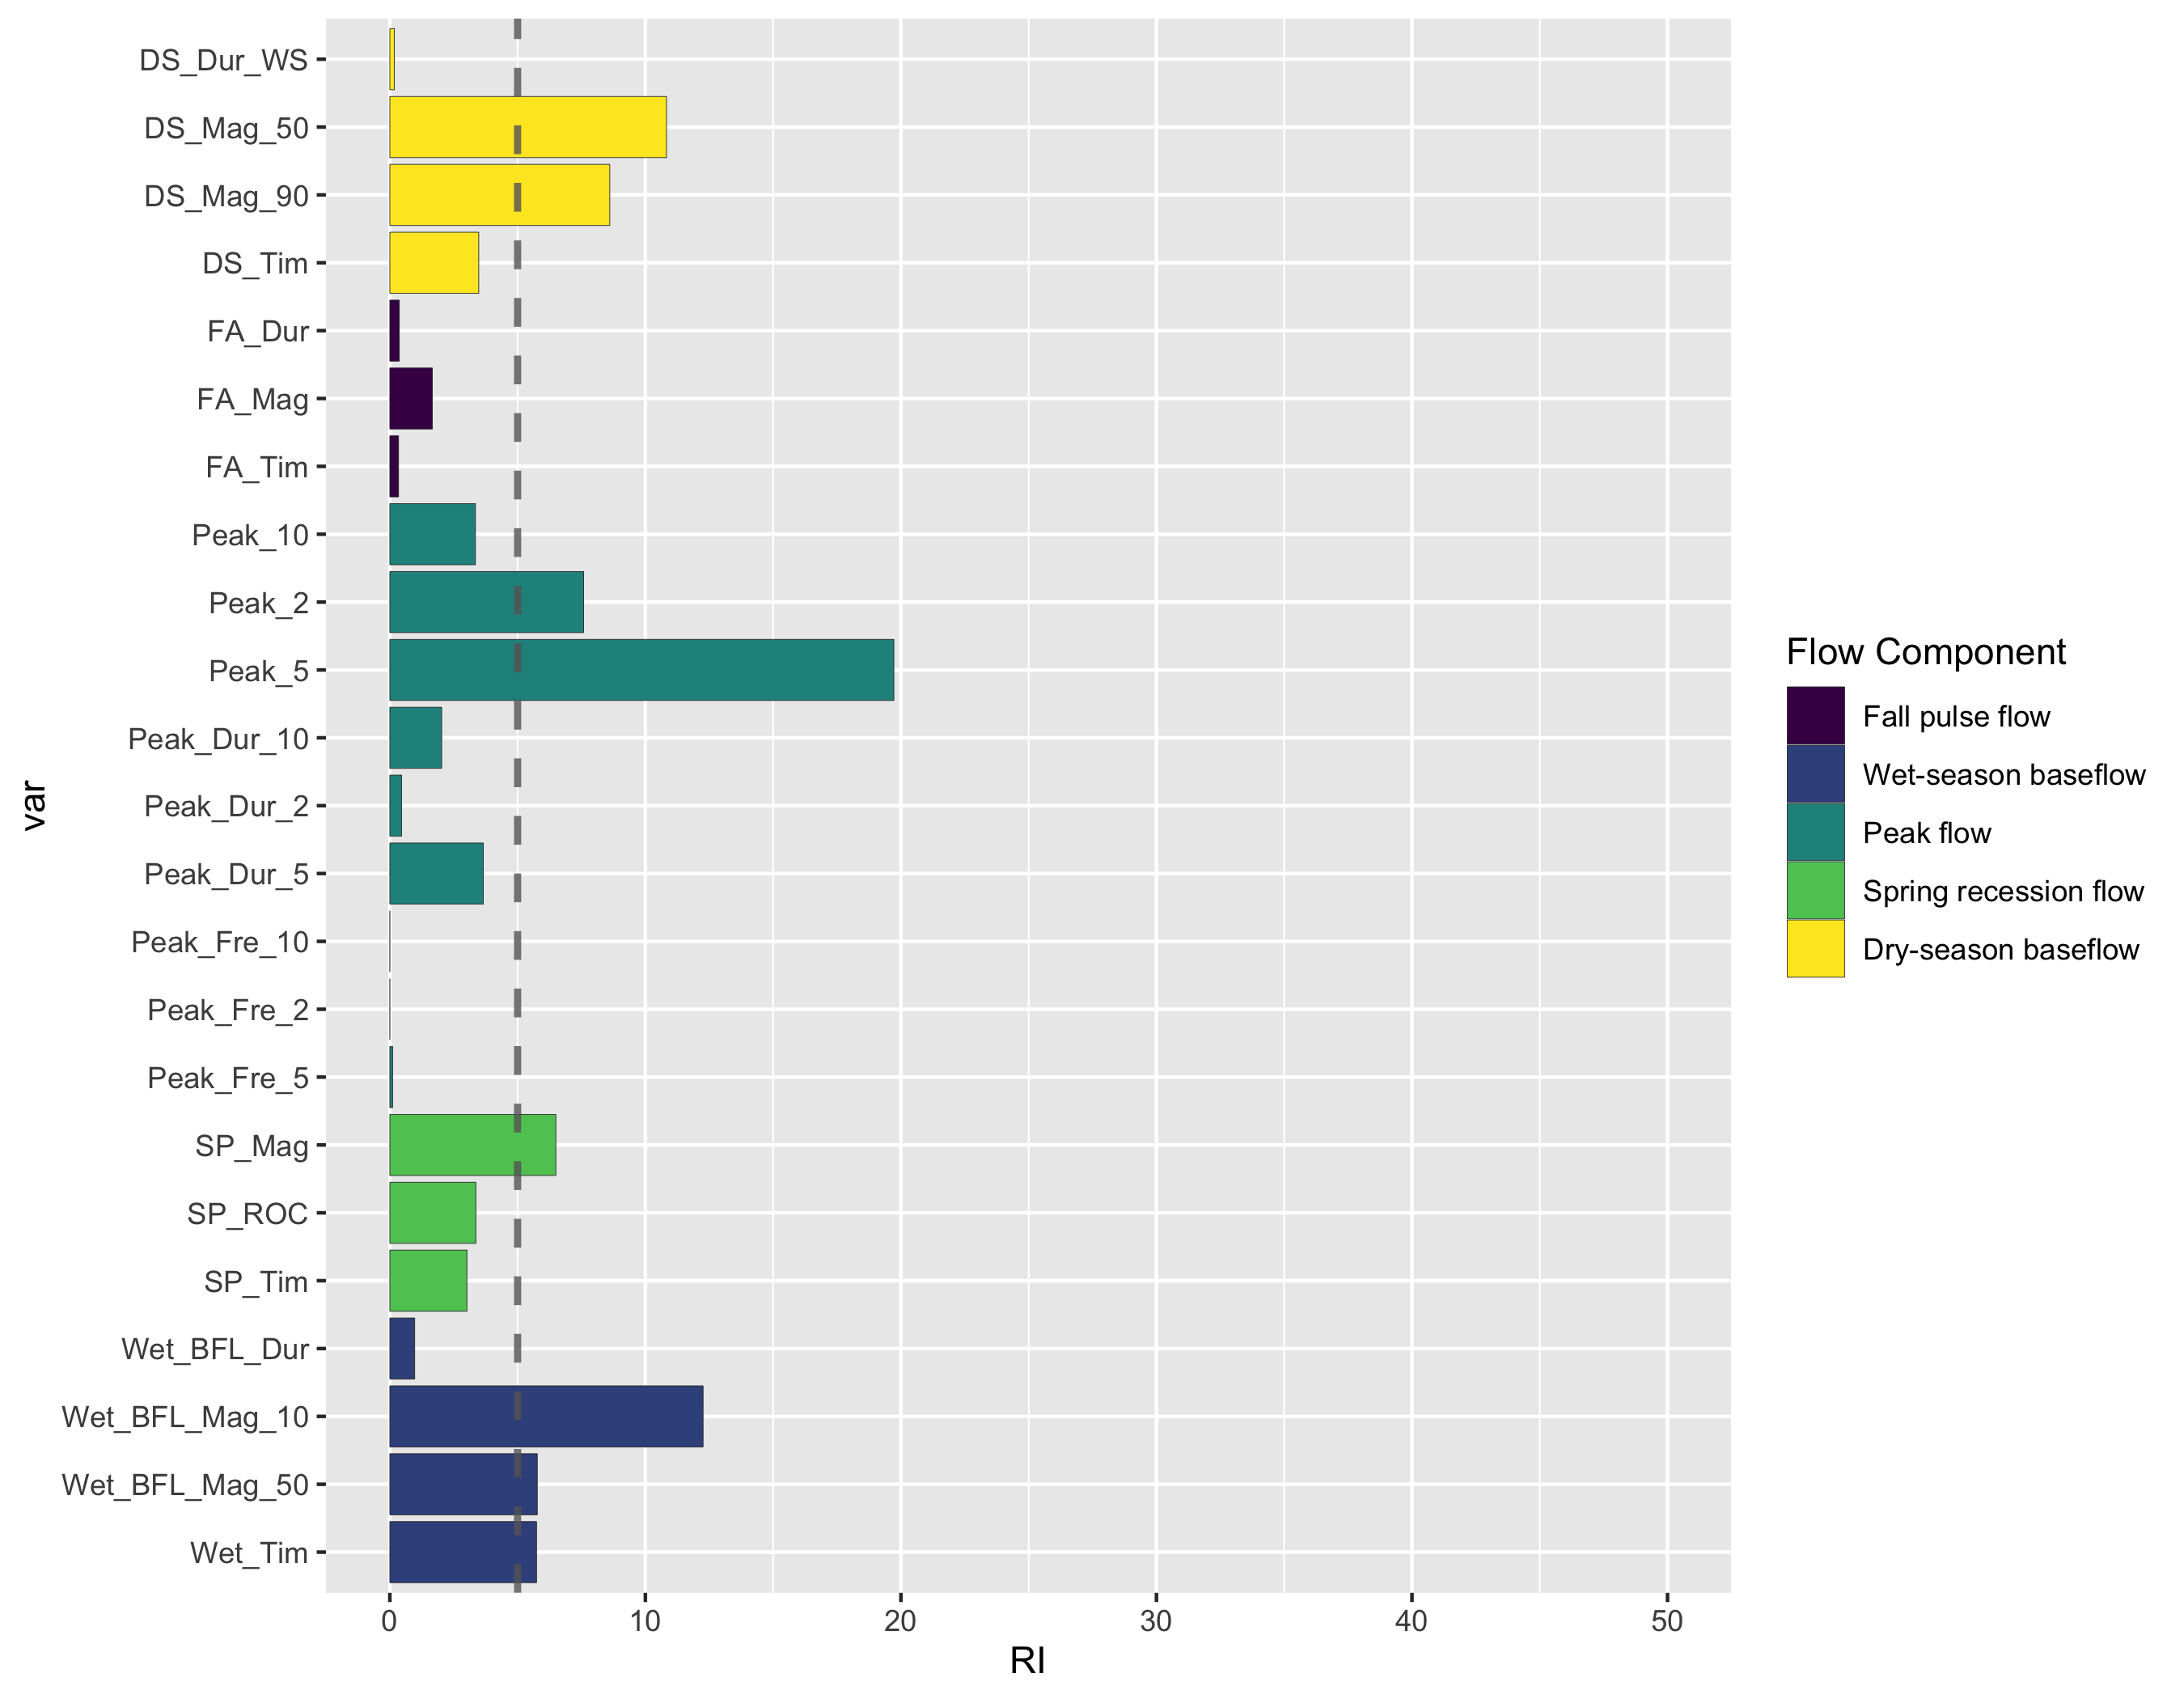 DS_Dur_WS
DS_Mag_50
DS_Mag_90
DS_Tim
FA_Dur
FA_Mag
FA_Tim
Peak_10
Peak_2
Peak_5
Peak_Dur_10
Peak_Dur_2
Peak_Dur_5
Peak_Fre_10
Peak_Fre_2
Peak_Fre_5
SP_Mag
SP_ROC
SP_Tim
Wet_BFL_Dur
Wet_BFL_Mag_10
Wet_BFL_Mag_50
Wet_Tim
var
0 10 20 30 40 50
RI
Flow Component
Fall pulse flow
Wet-season baseflow
Peak flow
Spring recession flow
Dry-season baseflow